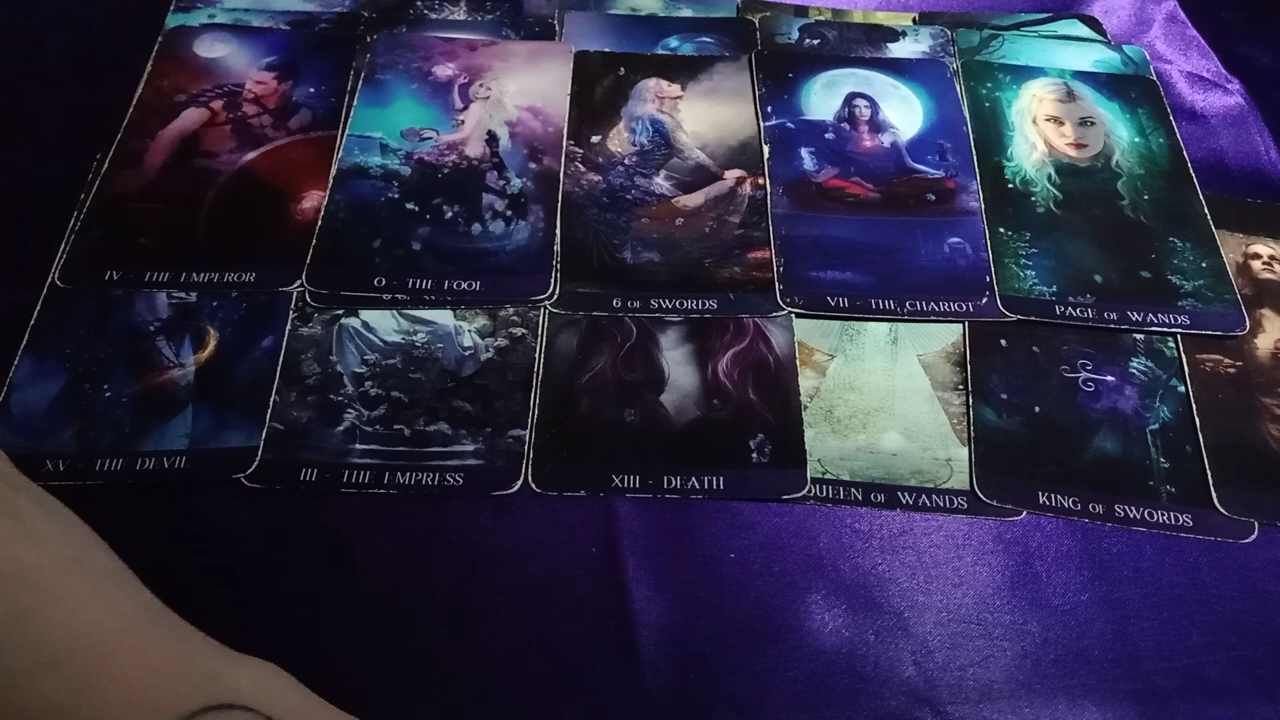 IV - THE EMPEROR
0 - THE FOOL
6 OF SWORDS
VII - THE CHARIOT
PAGE OF WANDS
XV - THE DEVIL
III - THE EMPRESS
XIII - DEATH
QUEEN OF WANDS
KING OF SWORDS